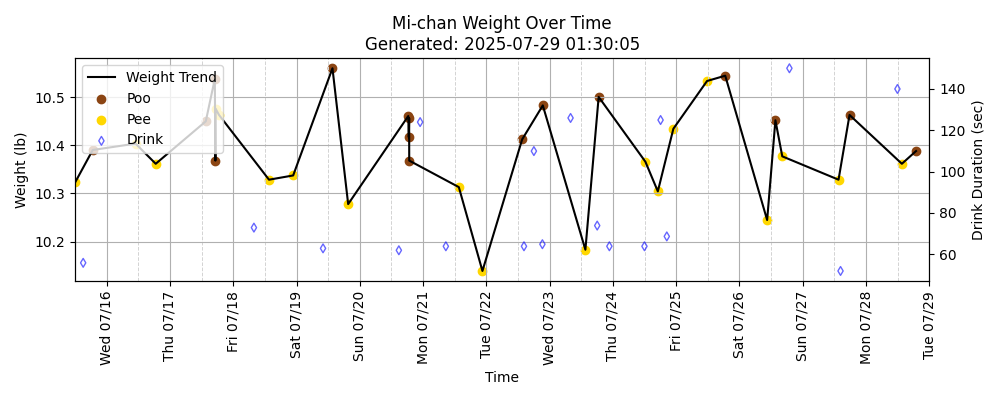 Mi-chan Weight Over Time
Generated: 2025-07-29 01:30:05
Weight Trend
Poo
Pee
Drink
Weight (lb)
10.5
10.4
10.3
10.2
140
120
100
80
60
Drink Duration (sec)
Wed 07/16
Thu 07/17
Fri 07/18
Sat 07/19
Sun 07/20
Mon 07/21
Tue 07/22
Wed 07/23
Thu 07/24
Fri 07/25
Sat 07/26
Sun 07/27
Mon 07/28
Tue 07/29
Time